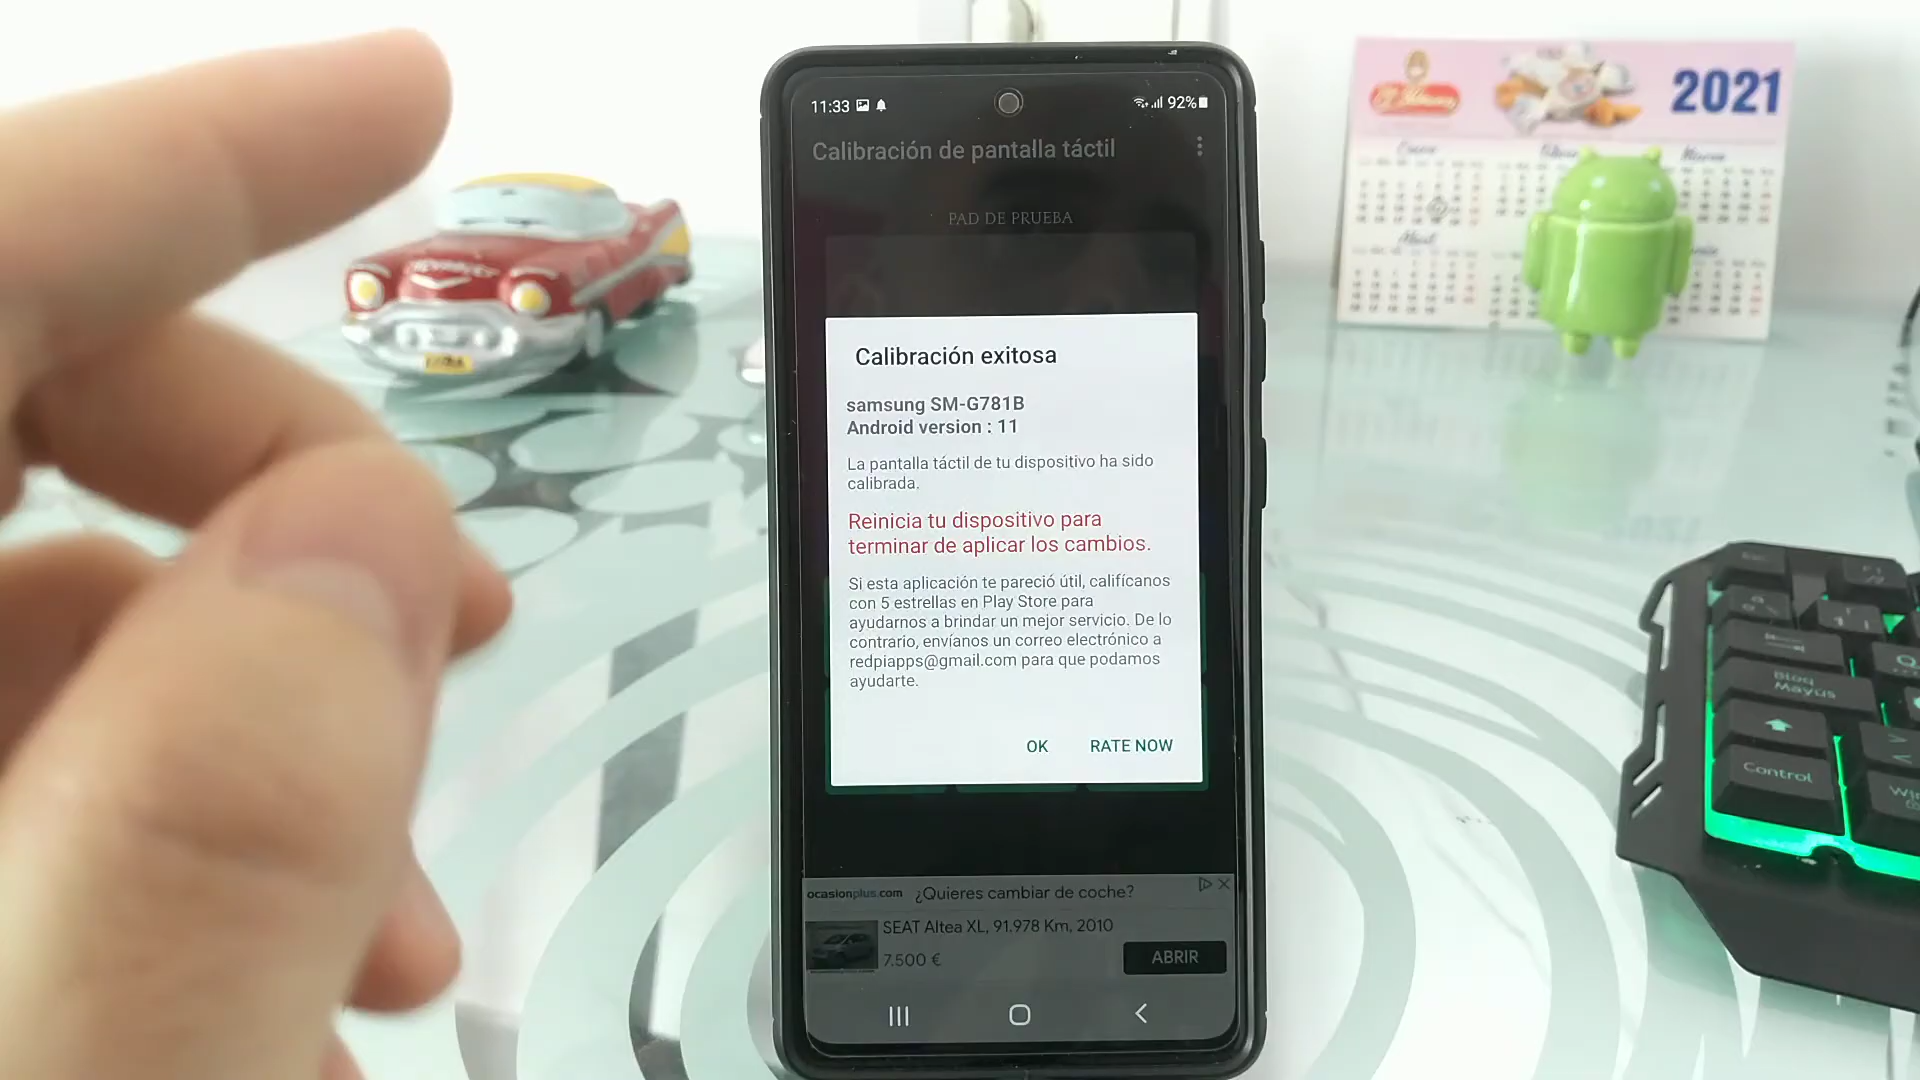 2021
11:33
92%
Calibración de pantalla táctil
PAD DE PRUEBA
Calibración exitosa
samsung SM-G781B
Android version : 11
La pantalla táctil de tu dispositivo ha sido
calibrada.
Reinicia tu dispositivo para
terminar de aplicar los cambios.
Si esta aplicación te pareció útil, califícanos
con 5 estrellas en Play Store para
ayudarnos a brindar un mejor servicio. De lo
contrario, envíanos un correo electrónico a
redpiapps@gmail.com para que podamos
ayudarte.
OK RATE NOW
ocasionplus.com ¿Quieres cambiar de coche?
SEAT Altea XL, 91.978 Km, 2010
7.500 €
ABRIR
Bloq
Mayús
Control